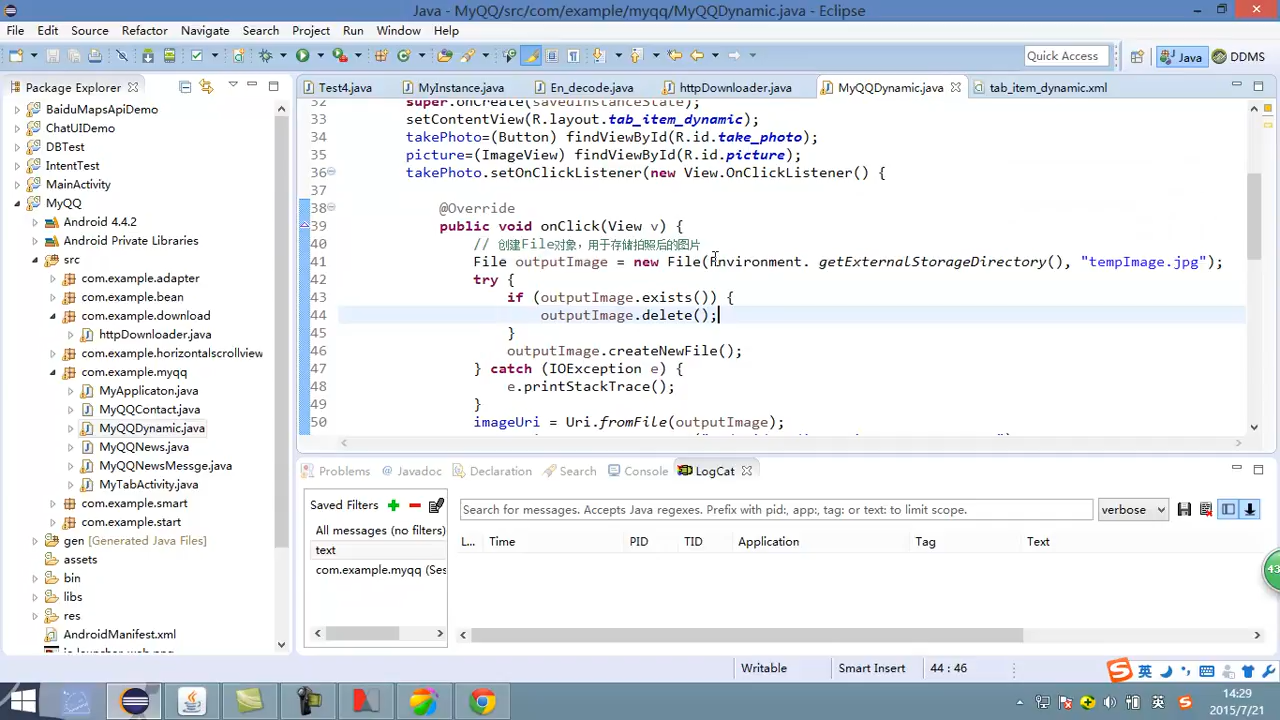 Java - MyQQ/src/com/example/myqq/MyQQDynamic.java - Eclipse
File Edit Source Refactor Navigate Search Project Run Window Help
Quick Access
Java
DDMS
Package Explorer
BaiduMapsApiDemo
ChatUIDemo
DBTest
IntentTest
MainActivity
MyQQ
Android 4.4.2
Android Private Libraries
src
com.example.adapter
com.example.bean
com.example.download
httpDownloader.java
com.example.horizontalscrollview
com.example.myqq
MyApplicaton.java
MyQQContact.java
MyQQDynamic.java
MyQQNews.java
MyQQNewsMessge.java
MyTabActivity.java
com.example.smart
com.example.start
gen [Generated Java Files]
assets
bin
libs
res
AndroidManifest.xml
Test4.java
MyInstance.java
En_decode.java
httpDownloader.java
MyQQDynamic.java
tab_item_dynamic.xml
32 super.onCreate(savedInstanceState);
33 setContentView(R.layout.tab_item_dynamic);
34 takePhoto=(Button) findViewById(R.id.take_photo);
35 picture=(ImageView) findViewById(R.id.picture);
36 takePhoto.setOnClickListener(new View.OnClickListener() {
37
38 @Override
39 public void onClick(View v) {
40 // 创建File对象，用于存储拍照后的图片
41 File outputImage = new File(Environment. getExternalStorageDirectory(), "tempImage.jpg");
42 try {
43 if (outputImage.exists()) {
44 outputImage.delete();
45 }
46 outputImage.createNewFile();
47 } catch (IOException e) {
48 e.printStackTrace();
49 }
50 imageUri = Uri.fromFile(outputImage);
Problems
@ Javadoc
Declaration
Search
Console
LogCat
Saved Filters
All messages (no filters)
text
com.example.myqq (Ses
Search for messages. Accepts Java regexes. Prefix with pid:, app:, tag: or text: to limit scope.
verbose
L... Time PID TID Application Tag Text
43
Writable
Smart Insert
44 : 46
英
英
14:29
2015/7/21